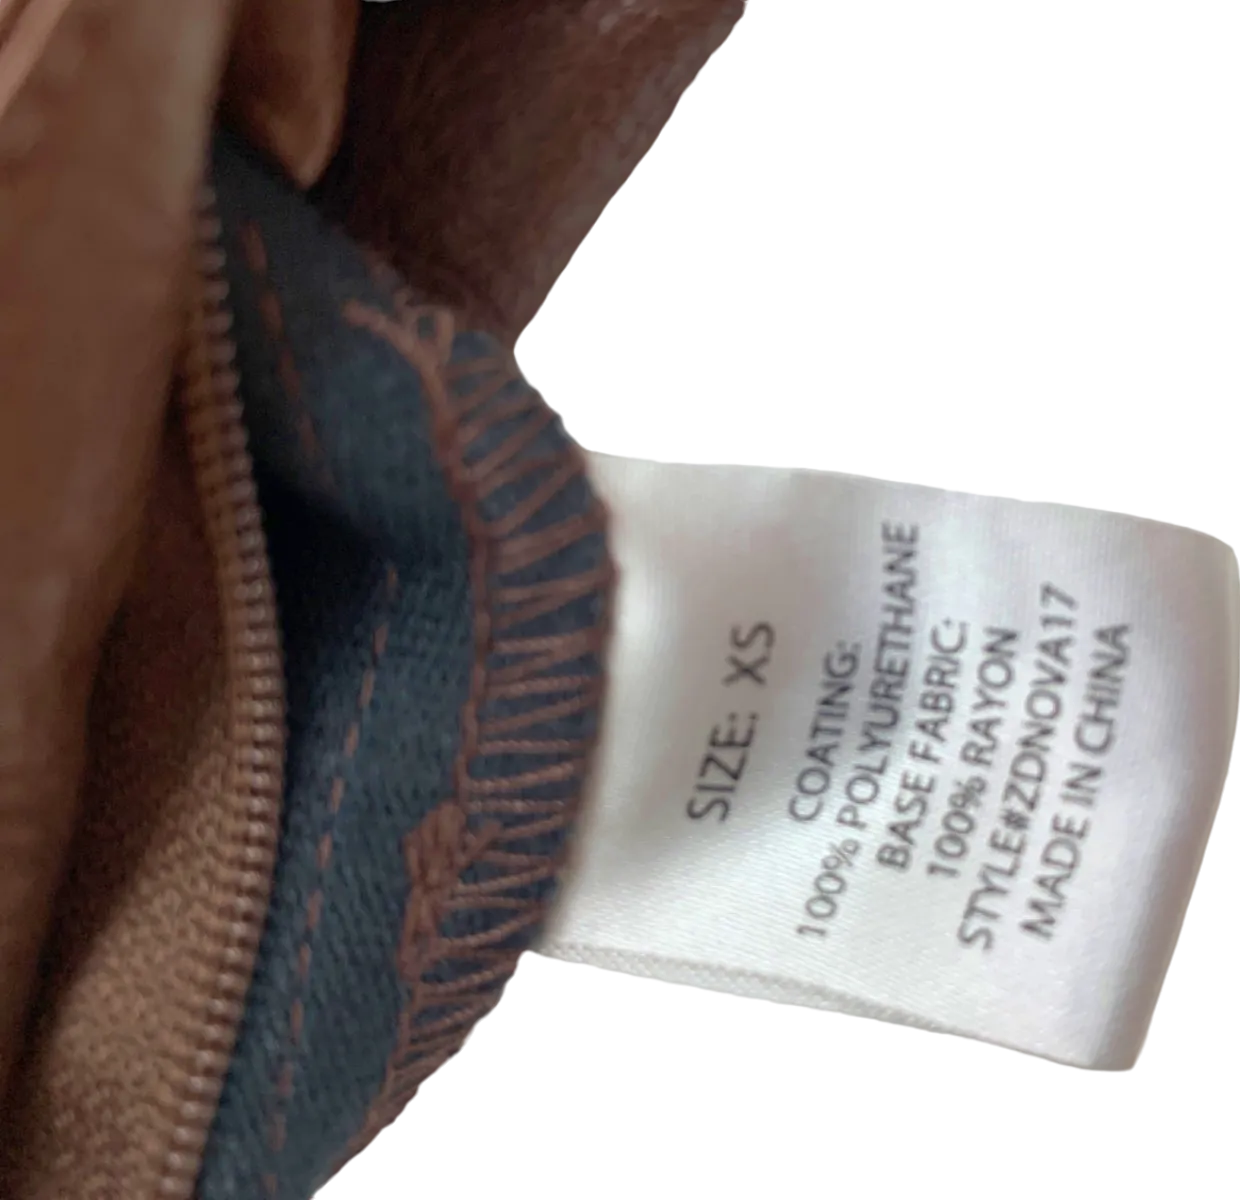 SIZE: XS
COATING:
100% POLYURETHANE
BASE FABRIC:
100% RAYON
STYLE#ZDNOVA17
MADE IN CHINA